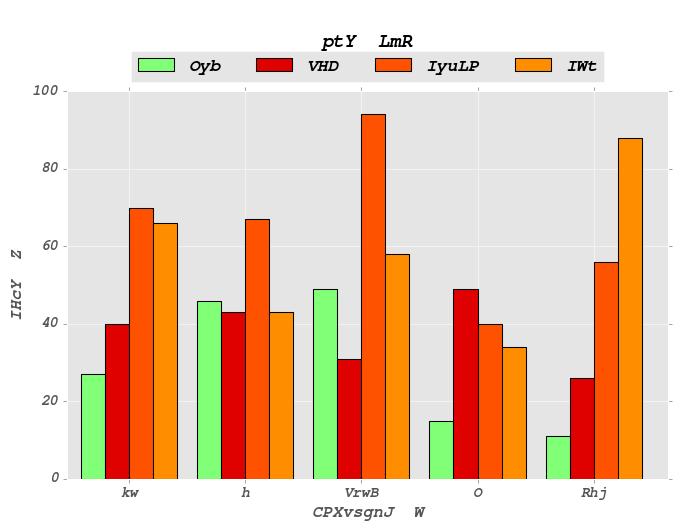 ptY LmR
Oyb VHD IyuLP IWt
100
80
60
40
20
0
IHcY Z
kw h VrwB O Rhj
CPXvsgnJ W